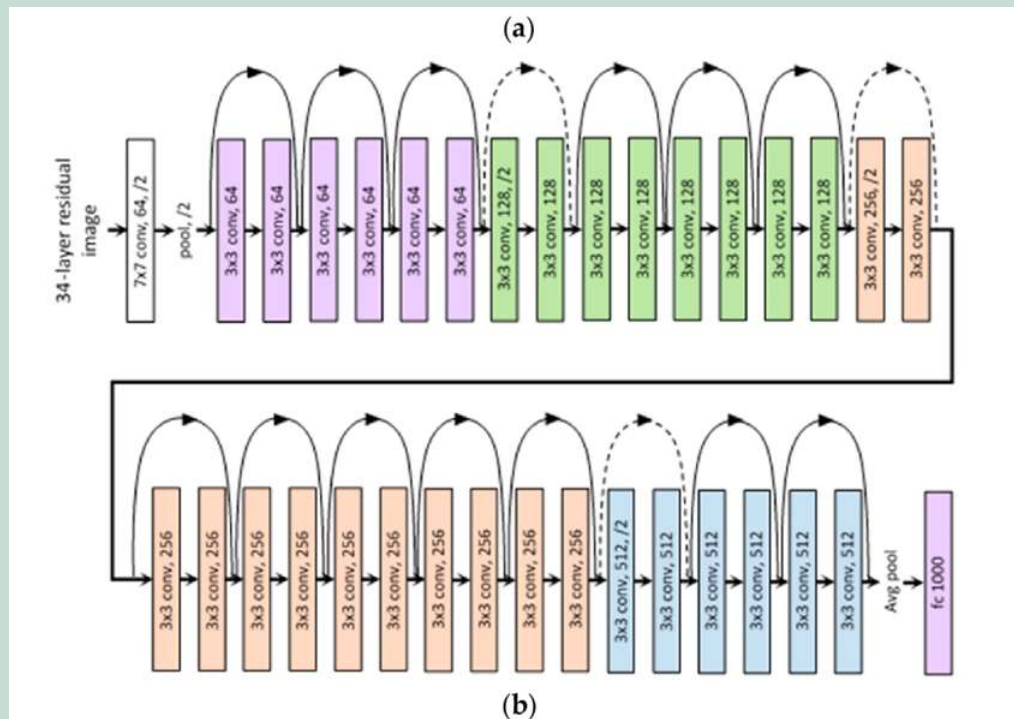 (a)
34-layer residual
image
7x7 conv, 64, /2
pool, /2
3x3 conv, 64
3x3 conv, 64
3x3 conv, 64
3x3 conv, 64
3x3 conv, 64
3x3 conv, 64
3x3 conv, 128, /2
3x3 conv, 128
3x3 conv, 128
3x3 conv, 128
3x3 conv, 128
3x3 conv, 128
3x3 conv, 128
3x3 conv, 128
3x3 conv, 256, /2
3x3 conv, 256
3x3 conv, 256
3x3 conv, 256
3x3 conv, 256
3x3 conv, 256
3x3 conv, 256
3x3 conv, 256
3x3 conv, 256
3x3 conv, 256
3x3 conv, 256
3x3 conv, 256
3x3 conv, 512, /2
3x3 conv, 512
3x3 conv, 512
3x3 conv, 512
3x3 conv, 512
3x3 conv, 512
Avg pool
fc 1000
(b)